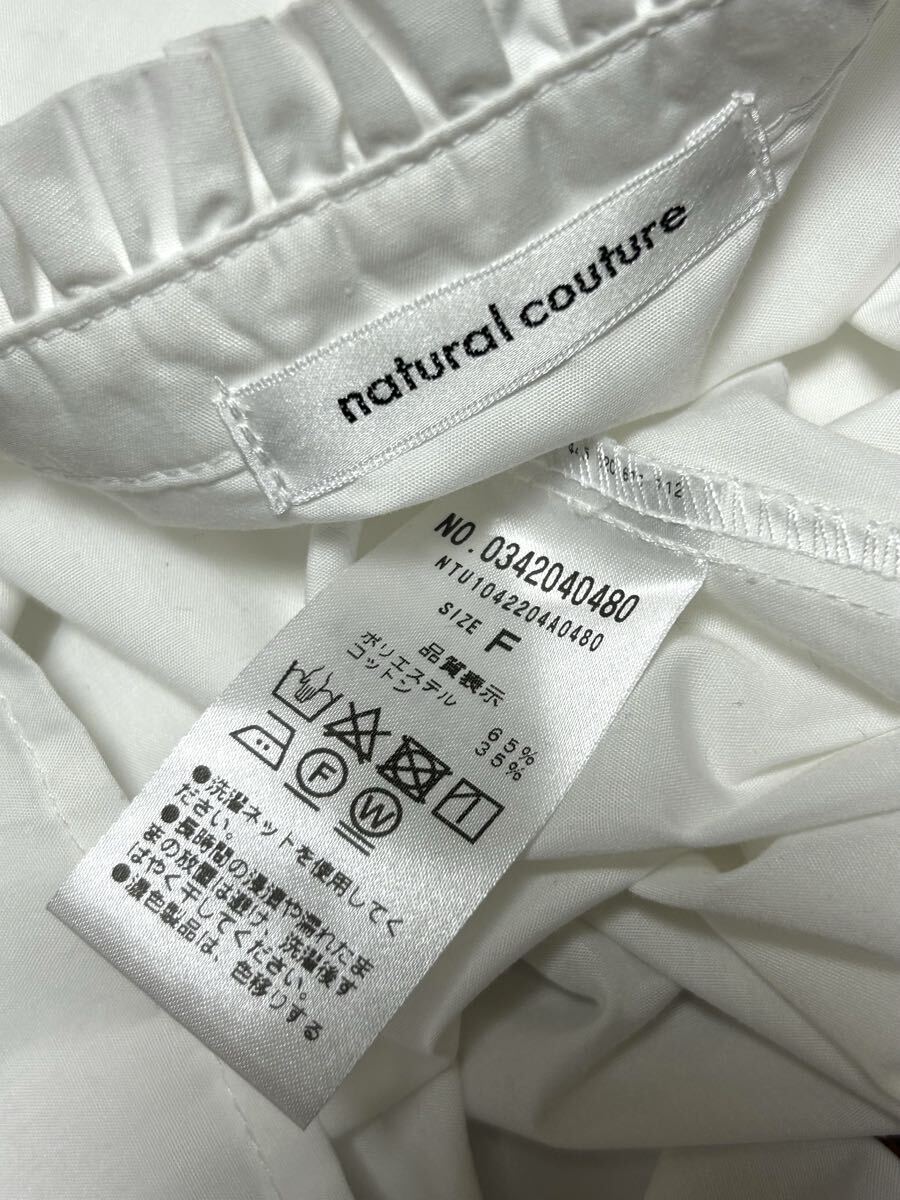 natural couture
NO.0342040480
NTU1042204A0480
SIZE F
品質表示
ポリエステル 65%
コットン 35%
F
W
●洗濯ネットを使用してく
ださい。
●長時間の浸漬や濡れたま
まの放置は避け、洗濯後す
はやく干してください。
●濃色製品は、色移りする